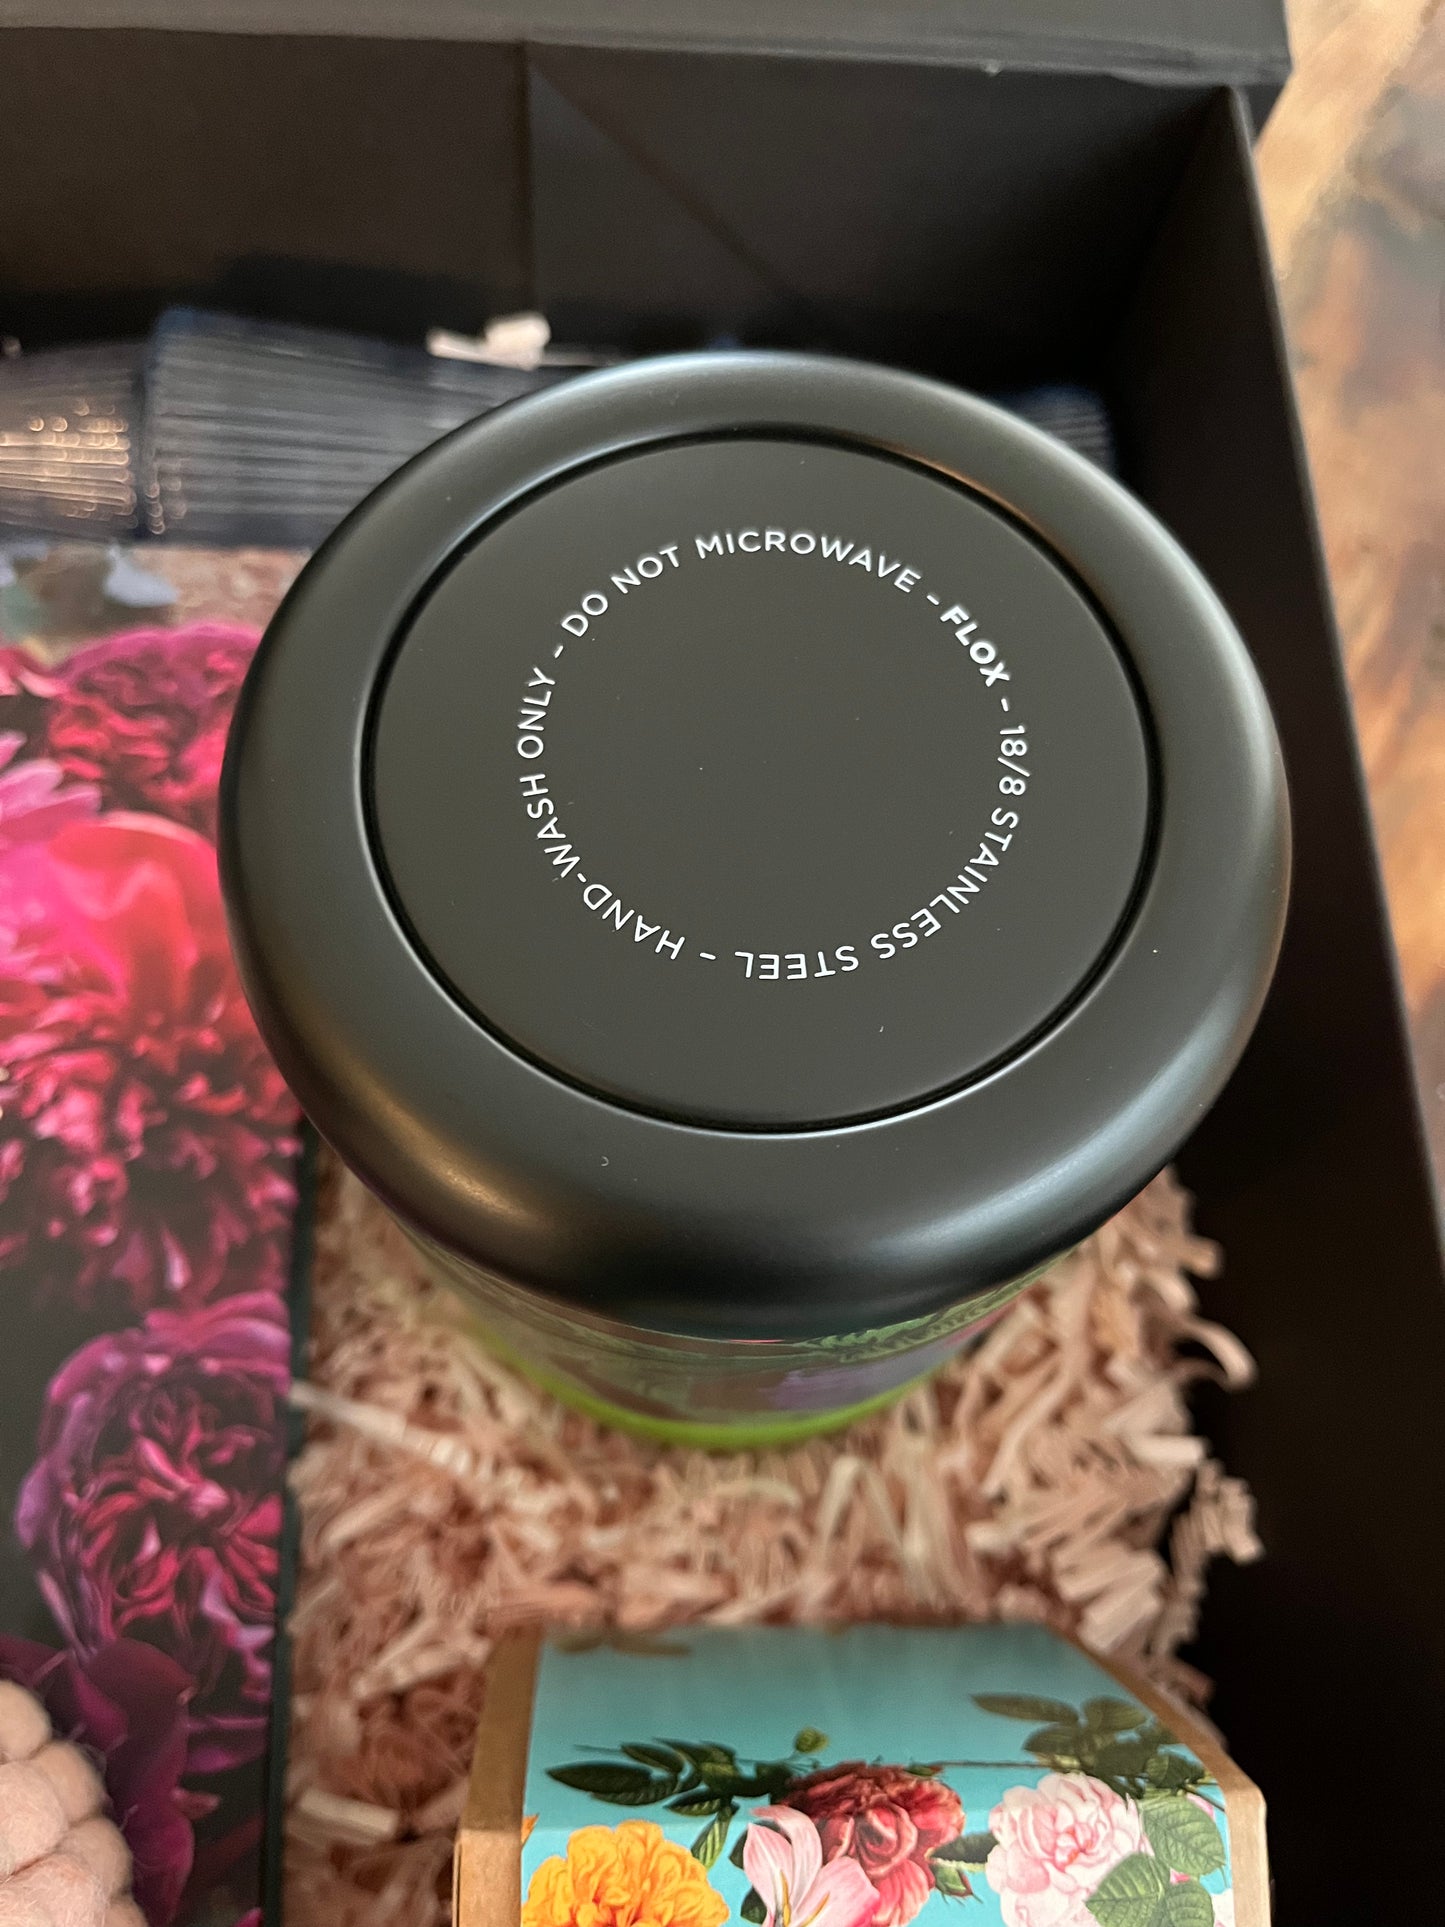 DO NOT MICROWAVE - FLOX - 18/8 STAINLESS STEEL - HAND-WASH ONLY -